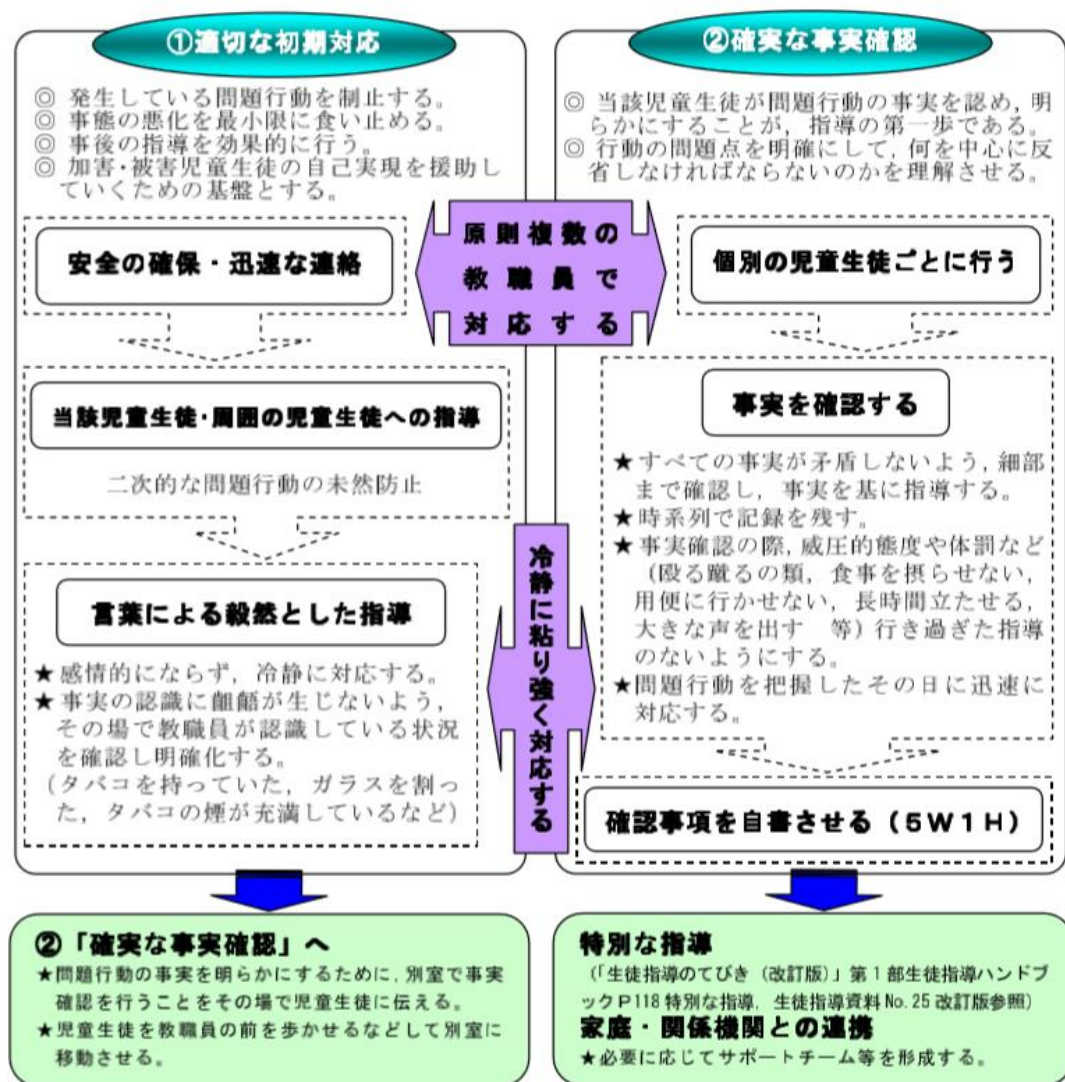 ①適切な初期対応
◎ 発生している問題行動を制止する。
◎ 事態の悪化を最小限に食い止める。
◎ 事後の指導を効果的に行う。
◎ 加害・被害児童生徒の自己実現を援助し
ていくための基盤とする。
安全の確保・迅速な連絡
当該児童生徒・周囲の児童生徒への指導
二次的な問題行動の未然防止
言葉による毅然とした指導
★感情的にならず，冷静に対応する。
★事実の認識に齟齬が生じないよう，
その場で教職員が認識している状況
を確認し明確化する。
（タバコを持っていた，ガラスを割っ
た，タバコの煙が充満しているなど）
原則複数の
教職員で
対応する
冷静に粘り強く対応する
②確実な事実確認
◎ 当該児童生徒が問題行動の事実を認め，明
らかにすることが，指導の第一歩である。
◎ 行動の問題点を明確にして，何を中心に反
省しなければならないのかを理解させる。
個別の児童生徒ごとに行う
事実を確認する
★すべての事実が矛盾しないよう，細部
まで確認し，事実を基に指導する。
★時系列で記録を残す。
★事実確認の際，威圧的態度や体罰など
（殴る蹴るの類，食事を摂らせない，
用便に行かせない，長時間立たせる，
大きな声を出す　等）行き過ぎた指導
のないようにする。
★問題行動を把握したその日に迅速に
対応する。
確認事項を自書させる（５Ｗ１Ｈ）
②「確実な事実確認」へ
★問題行動の事実を明らかにするために，別室で事実
確認を行うことをその場で児童生徒に伝える。
★児童生徒を教職員の前を歩かせるなどして別室に
移動させる。
特別な指導
（「生徒指導のてびき（改訂版）」第１部生徒指導ハンドブ
ックＰ118特別な指導，生徒指導資料No.25改訂版参照）
家庭・関係機関との連携
★必要に応じてサポートチーム等を形成する。